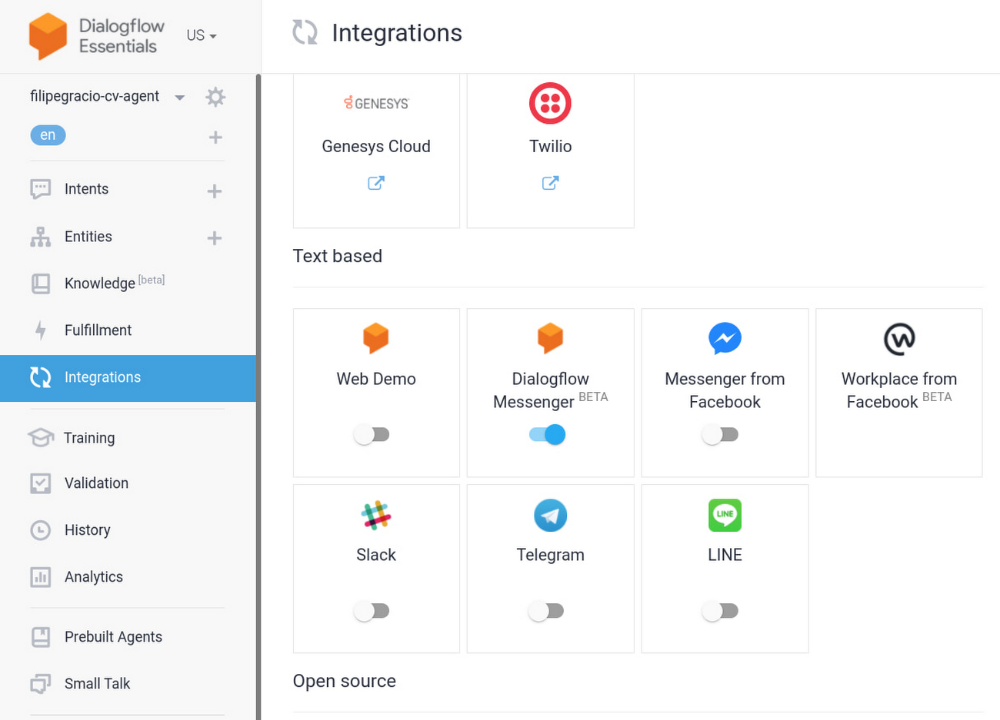 Dialogflow
Essentials
US
Integrations
filipegracio-cv-agent
en
Intents
Entities
Knowledge [beta]
Fulfillment
Integrations
Training
Validation
History
Analytics
Prebuilt Agents
Small Talk
GENESYS
Genesys Cloud
Twilio
Text based
Web Demo
Dialogflow
Messenger BETA
Messenger from
Facebook
Workplace from
Facebook BETA
Slack
Telegram
LINE
LINE
Open source